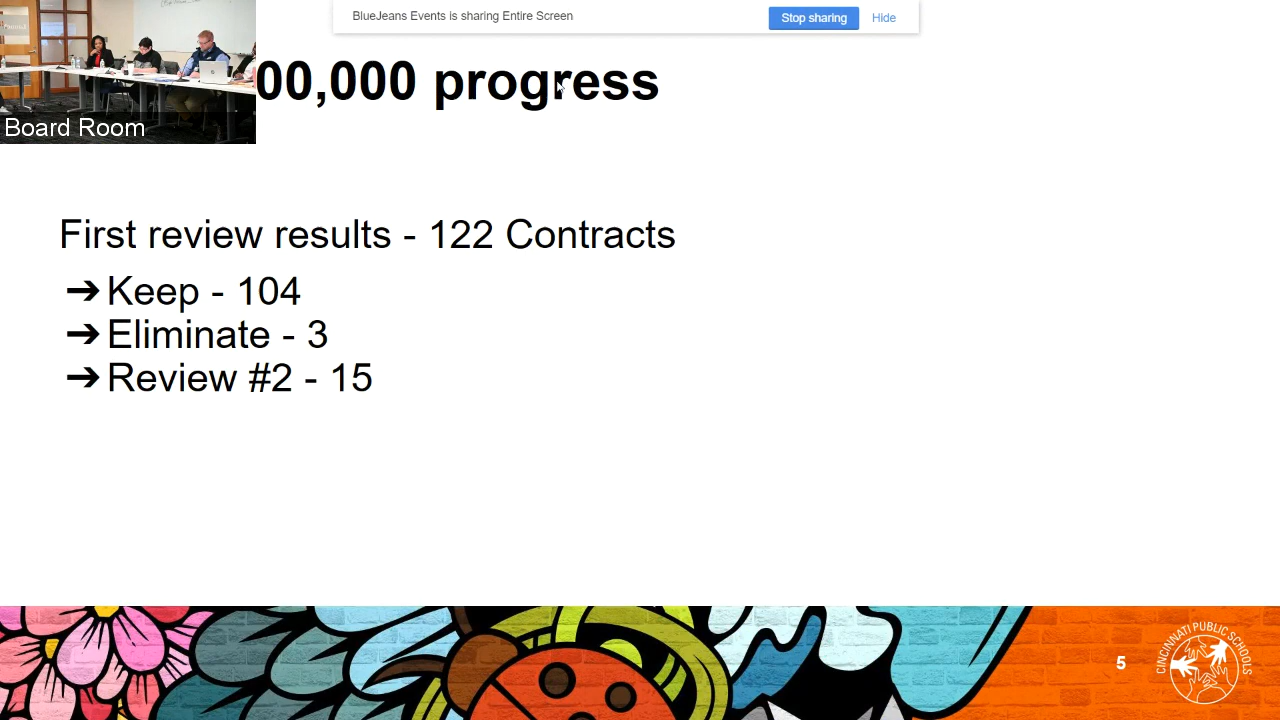 BlueJeans Events is sharing Entire Screen
Stop sharing
Hide
00,000 progress
Board Room
First review results - 122 Contracts
➔ Keep - 104
➔ Eliminate - 3
➔ Review #2 - 15
5
CINCINNATI PUBLIC SCHOOLS